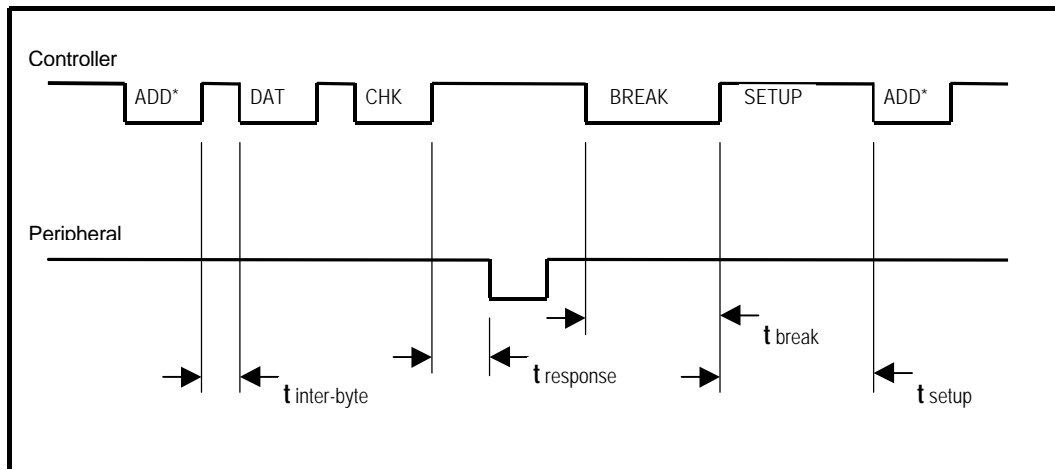 Controller
ADD* DAT CHK BREAK SETUP ADD*
Peripheral
t break
t response
t inter-byte
t setup